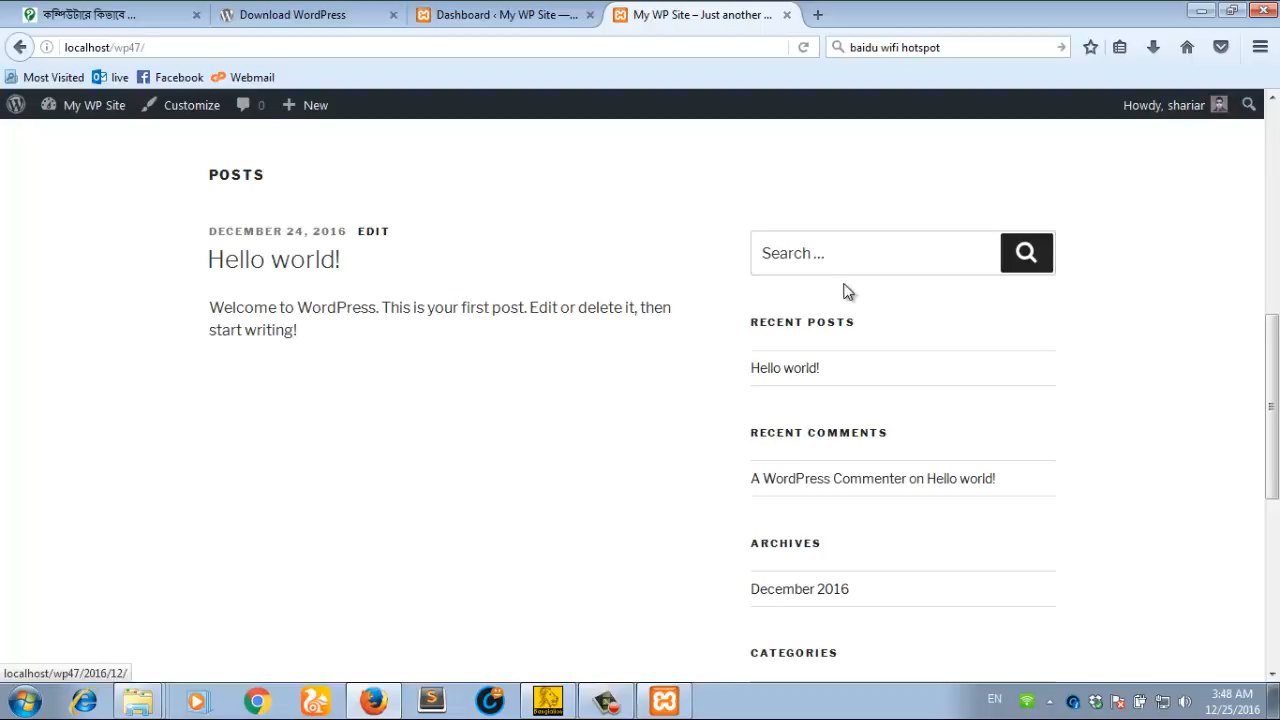 কম্পিউটারে কিভাবে ...
Download WordPress
Dashboard ‹ My WP Site —...
My WP Site – Just another ...
localhost/wp47/
baidu wifi hotspot
Most Visited
live
Facebook
Webmail
My WP Site
Customize
0
New
Howdy, shariar
POSTS
DECEMBER 24, 2016 EDIT
Hello world!
Welcome to WordPress. This is your first post. Edit or delete it, then
start writing!
Search ...
RECENT POSTS
Hello world!
RECENT COMMENTS
A WordPress Commenter on Hello world!
ARCHIVES
December 2016
CATEGORIES
localhost/wp47/2016/12/
EN
3:48 AM
12/25/2016